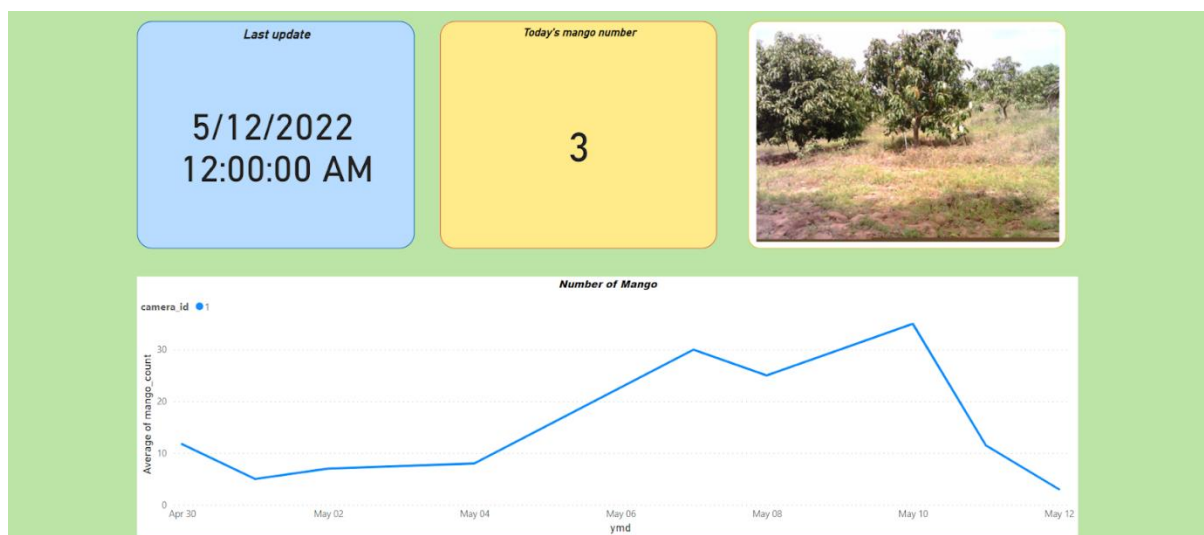 Last update
Today's mango number
5/12/2022
12:00:00 AM
3
Number of Mango
camera_id 1
Average of mango_count
30
20
10
0
Apr 30 May 02 May 04 May 06 May 08 May 10 May 12
ymd